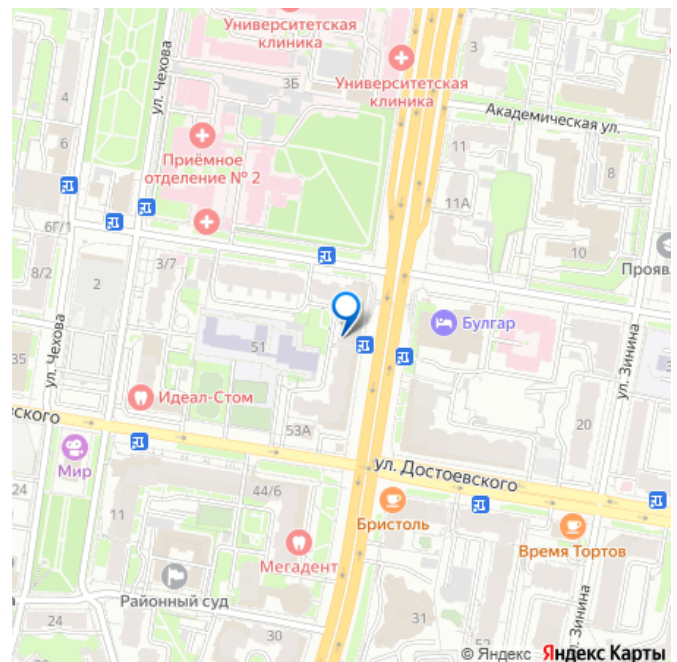 Университетская
клиника
ул. Чехова
3Б
3
Университетская
клиника
4
Академическая ул.
6
Приёмное
отделение № 2
11
8
11А
6Г/1
3/7
10
8/2
2
Прояв
Булгар
51
35
ул. Чехова
ул. Зинина
Идеал-Стом
20
ского
53А
ул. Достоевского
Мир
24
44/6
11
Бристоль
Время Тортов
Мегадент
Районный суд
24
30
31
52
ул. Зинина
© Яндекс Яндекс Карты